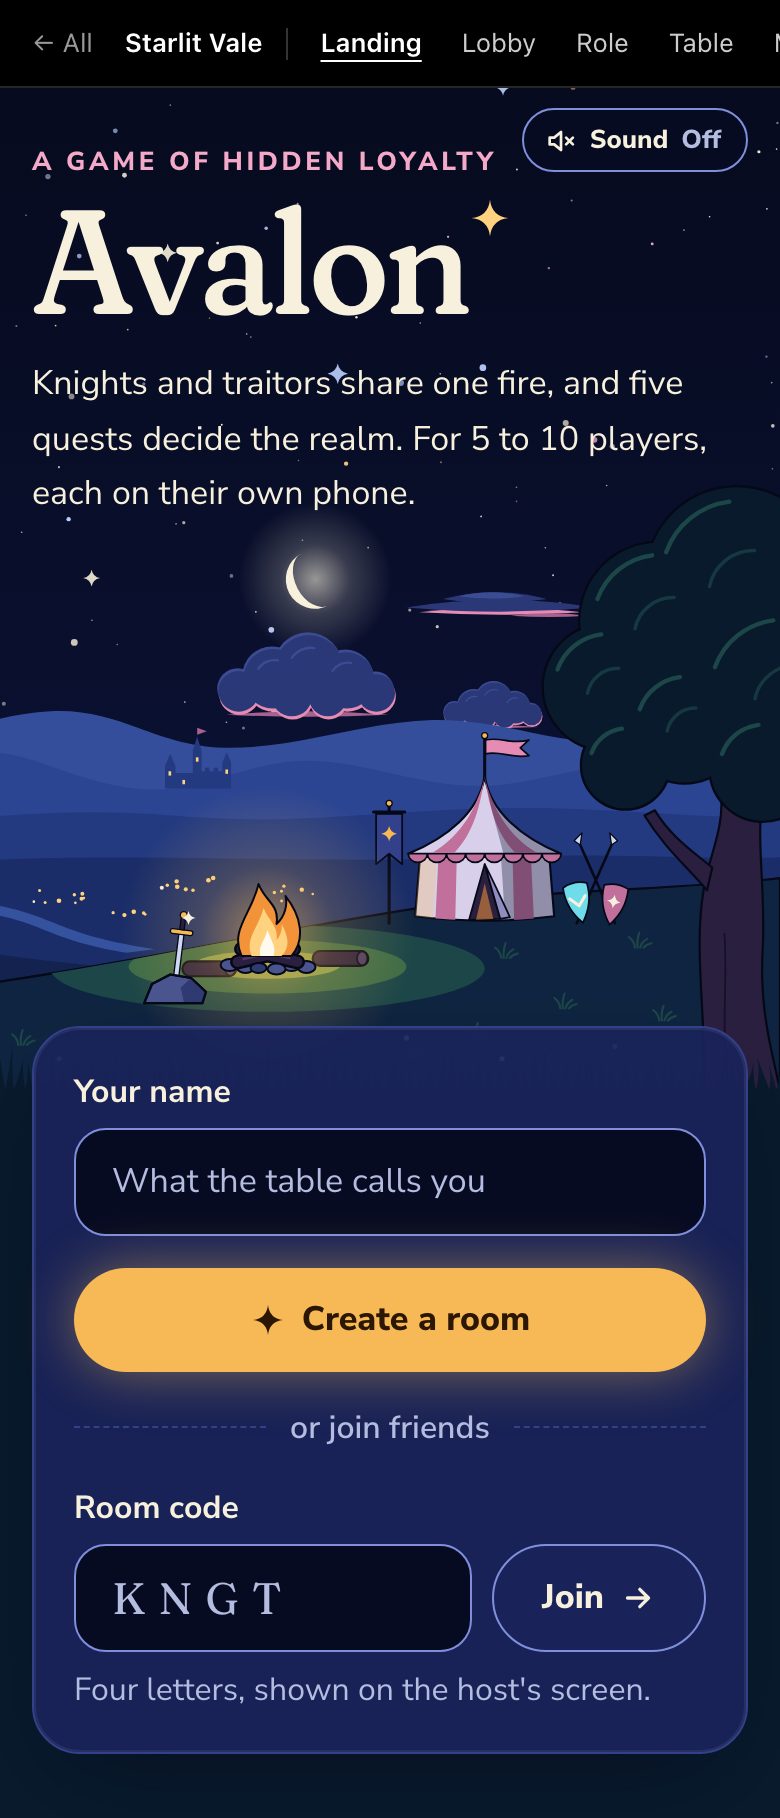 ← All Starlit Vale Landing Lobby Role Table
Sound Off
A GAME OF HIDDEN LOYALTY
Avalon
Knights and traitors share one fire, and five
quests decide the realm. For 5 to 10 players,
each on their own phone.
Your name
What the table calls you
Create a room
or join friends
Room code
KNGT
Join →
Four letters, shown on the host's screen.